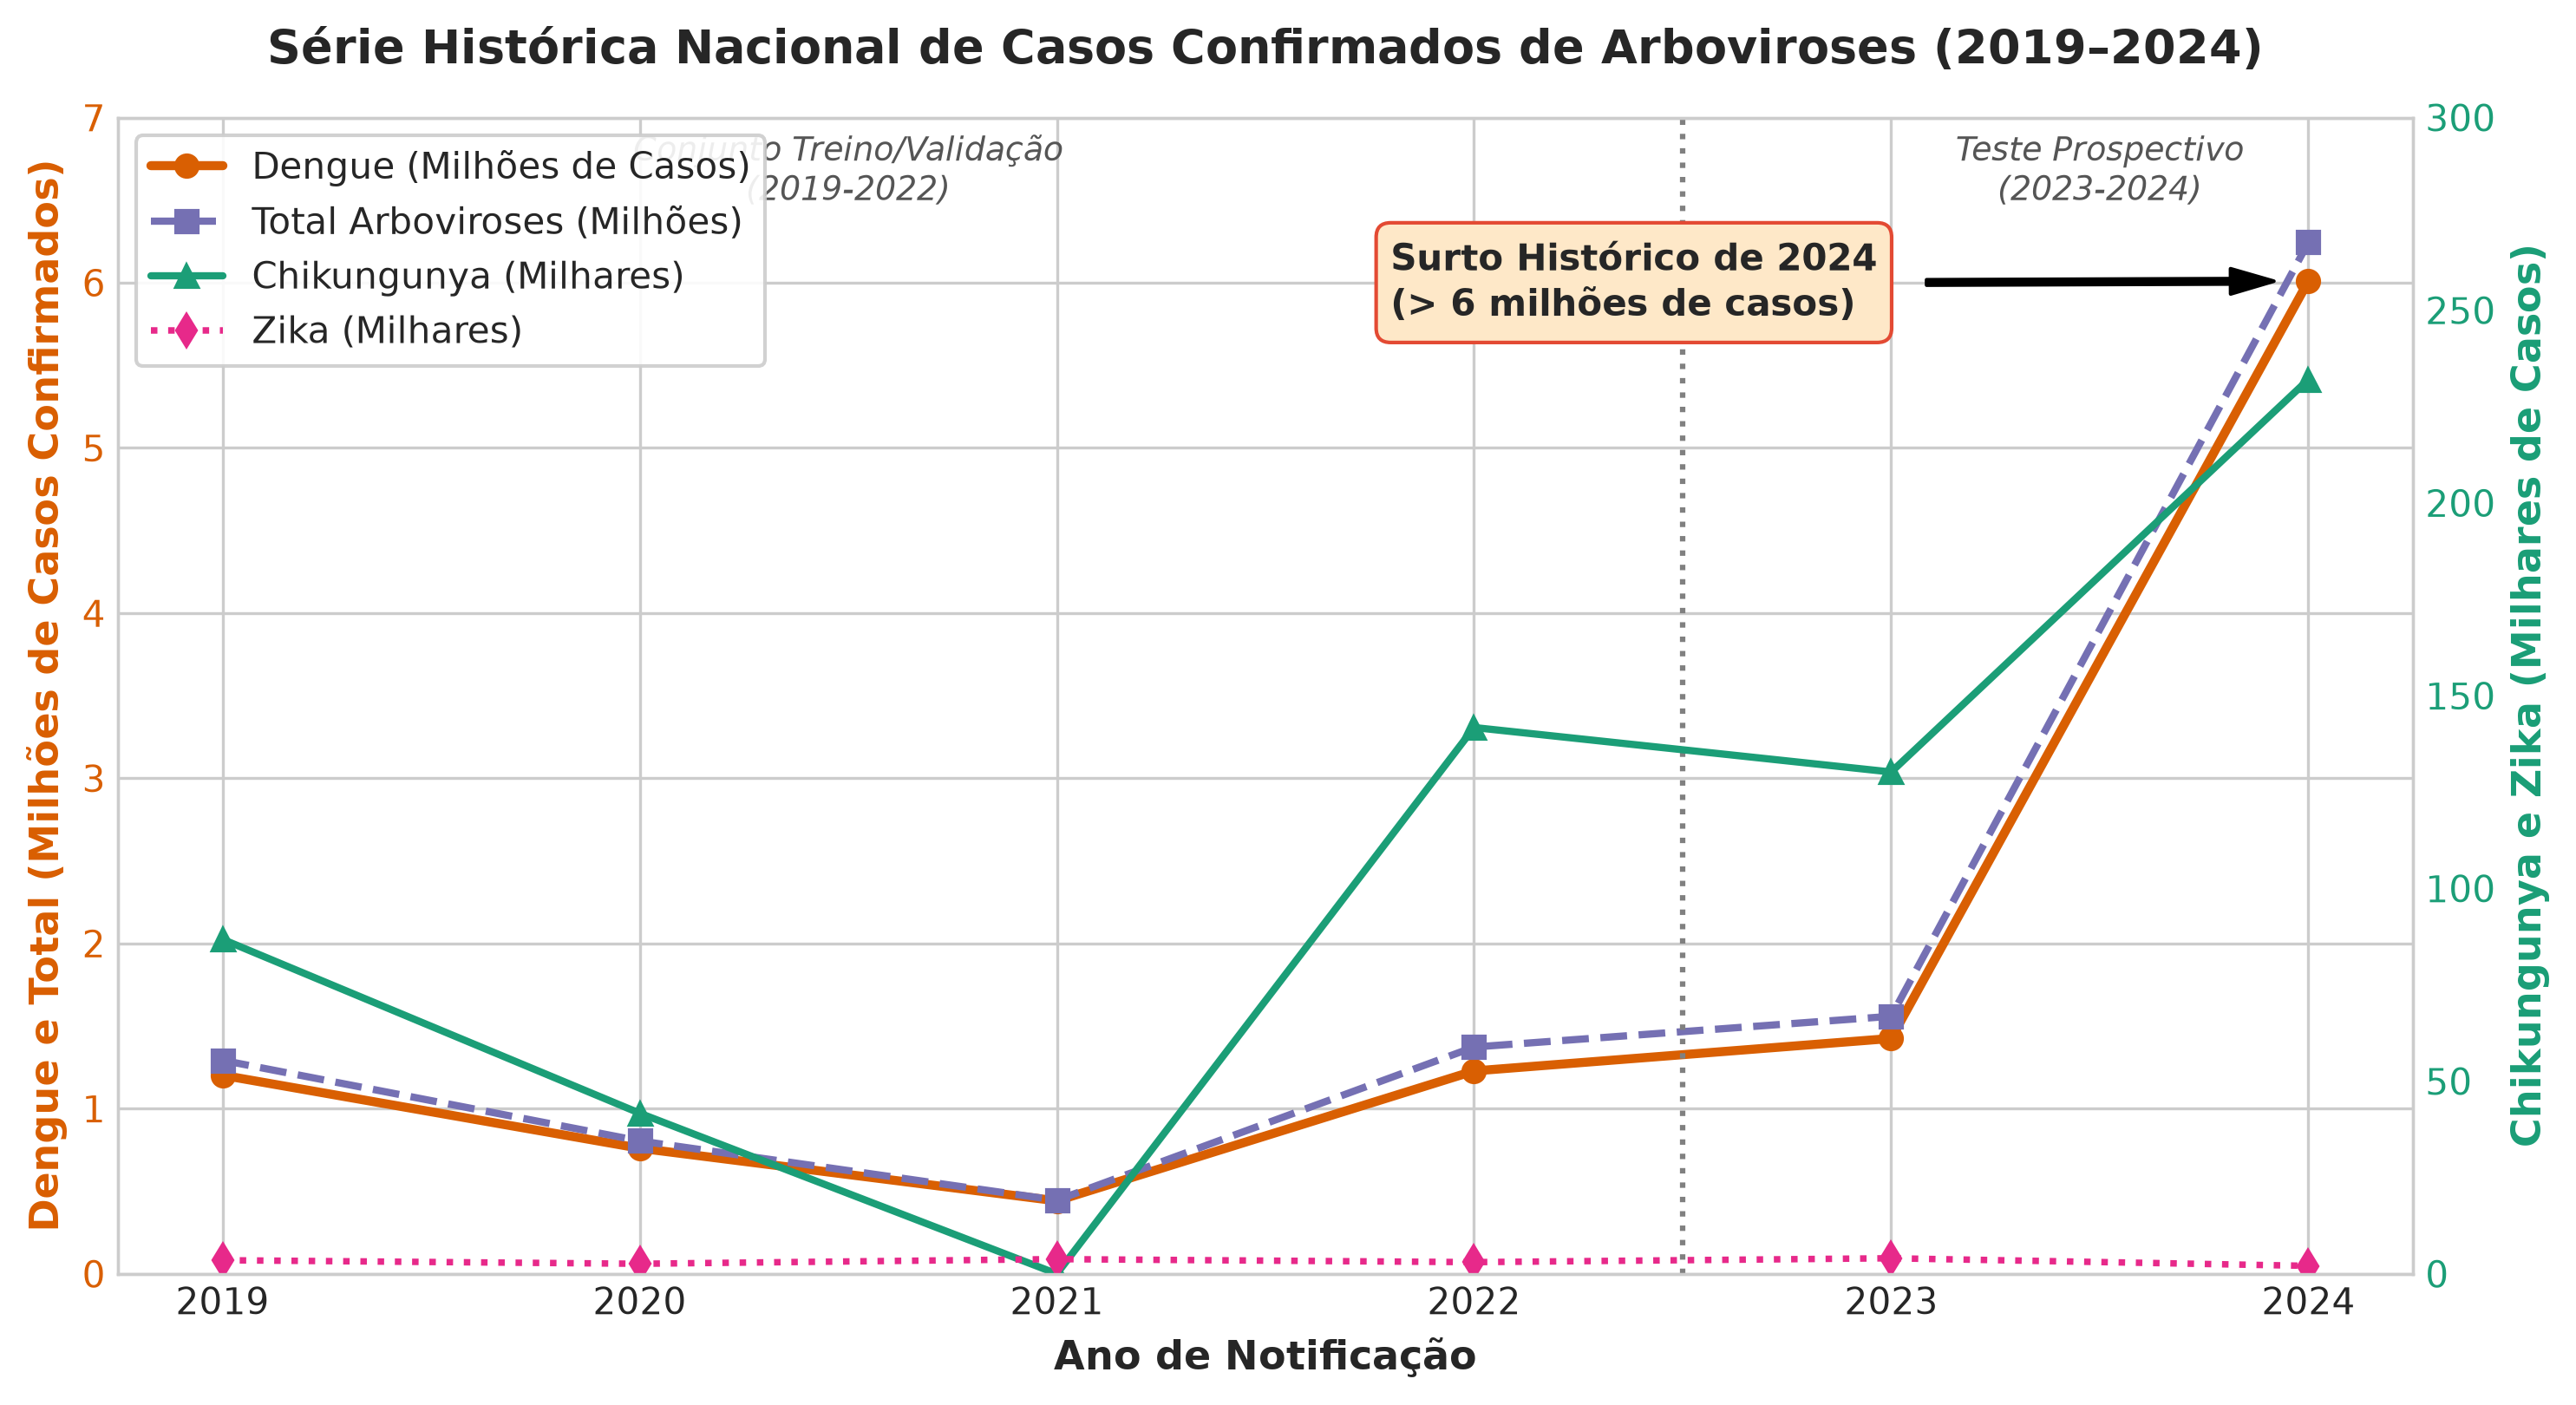 Série Histórica Nacional de Casos Confirmados de Arboviroses (2019–2024)
Dengue e Total (Milhões de Casos Confirmados)
7
6
5
4
3
2
1
0
Dengue (Milhões de Casos)
Total Arboviroses (Milhões)
Chikungunya (Milhares)
Zika (Milhares)
Conjunto Treino/Validação
(2019-2022)
Surto Histórico de 2024
(> 6 milhões de casos)
Teste Prospectivo
(2023-2024)
300
250
200
150
100
50
0
Chikungunya e Zika (Milhares de Casos)
2019
2020
2021
2022
2023
2024
Ano de Notificação